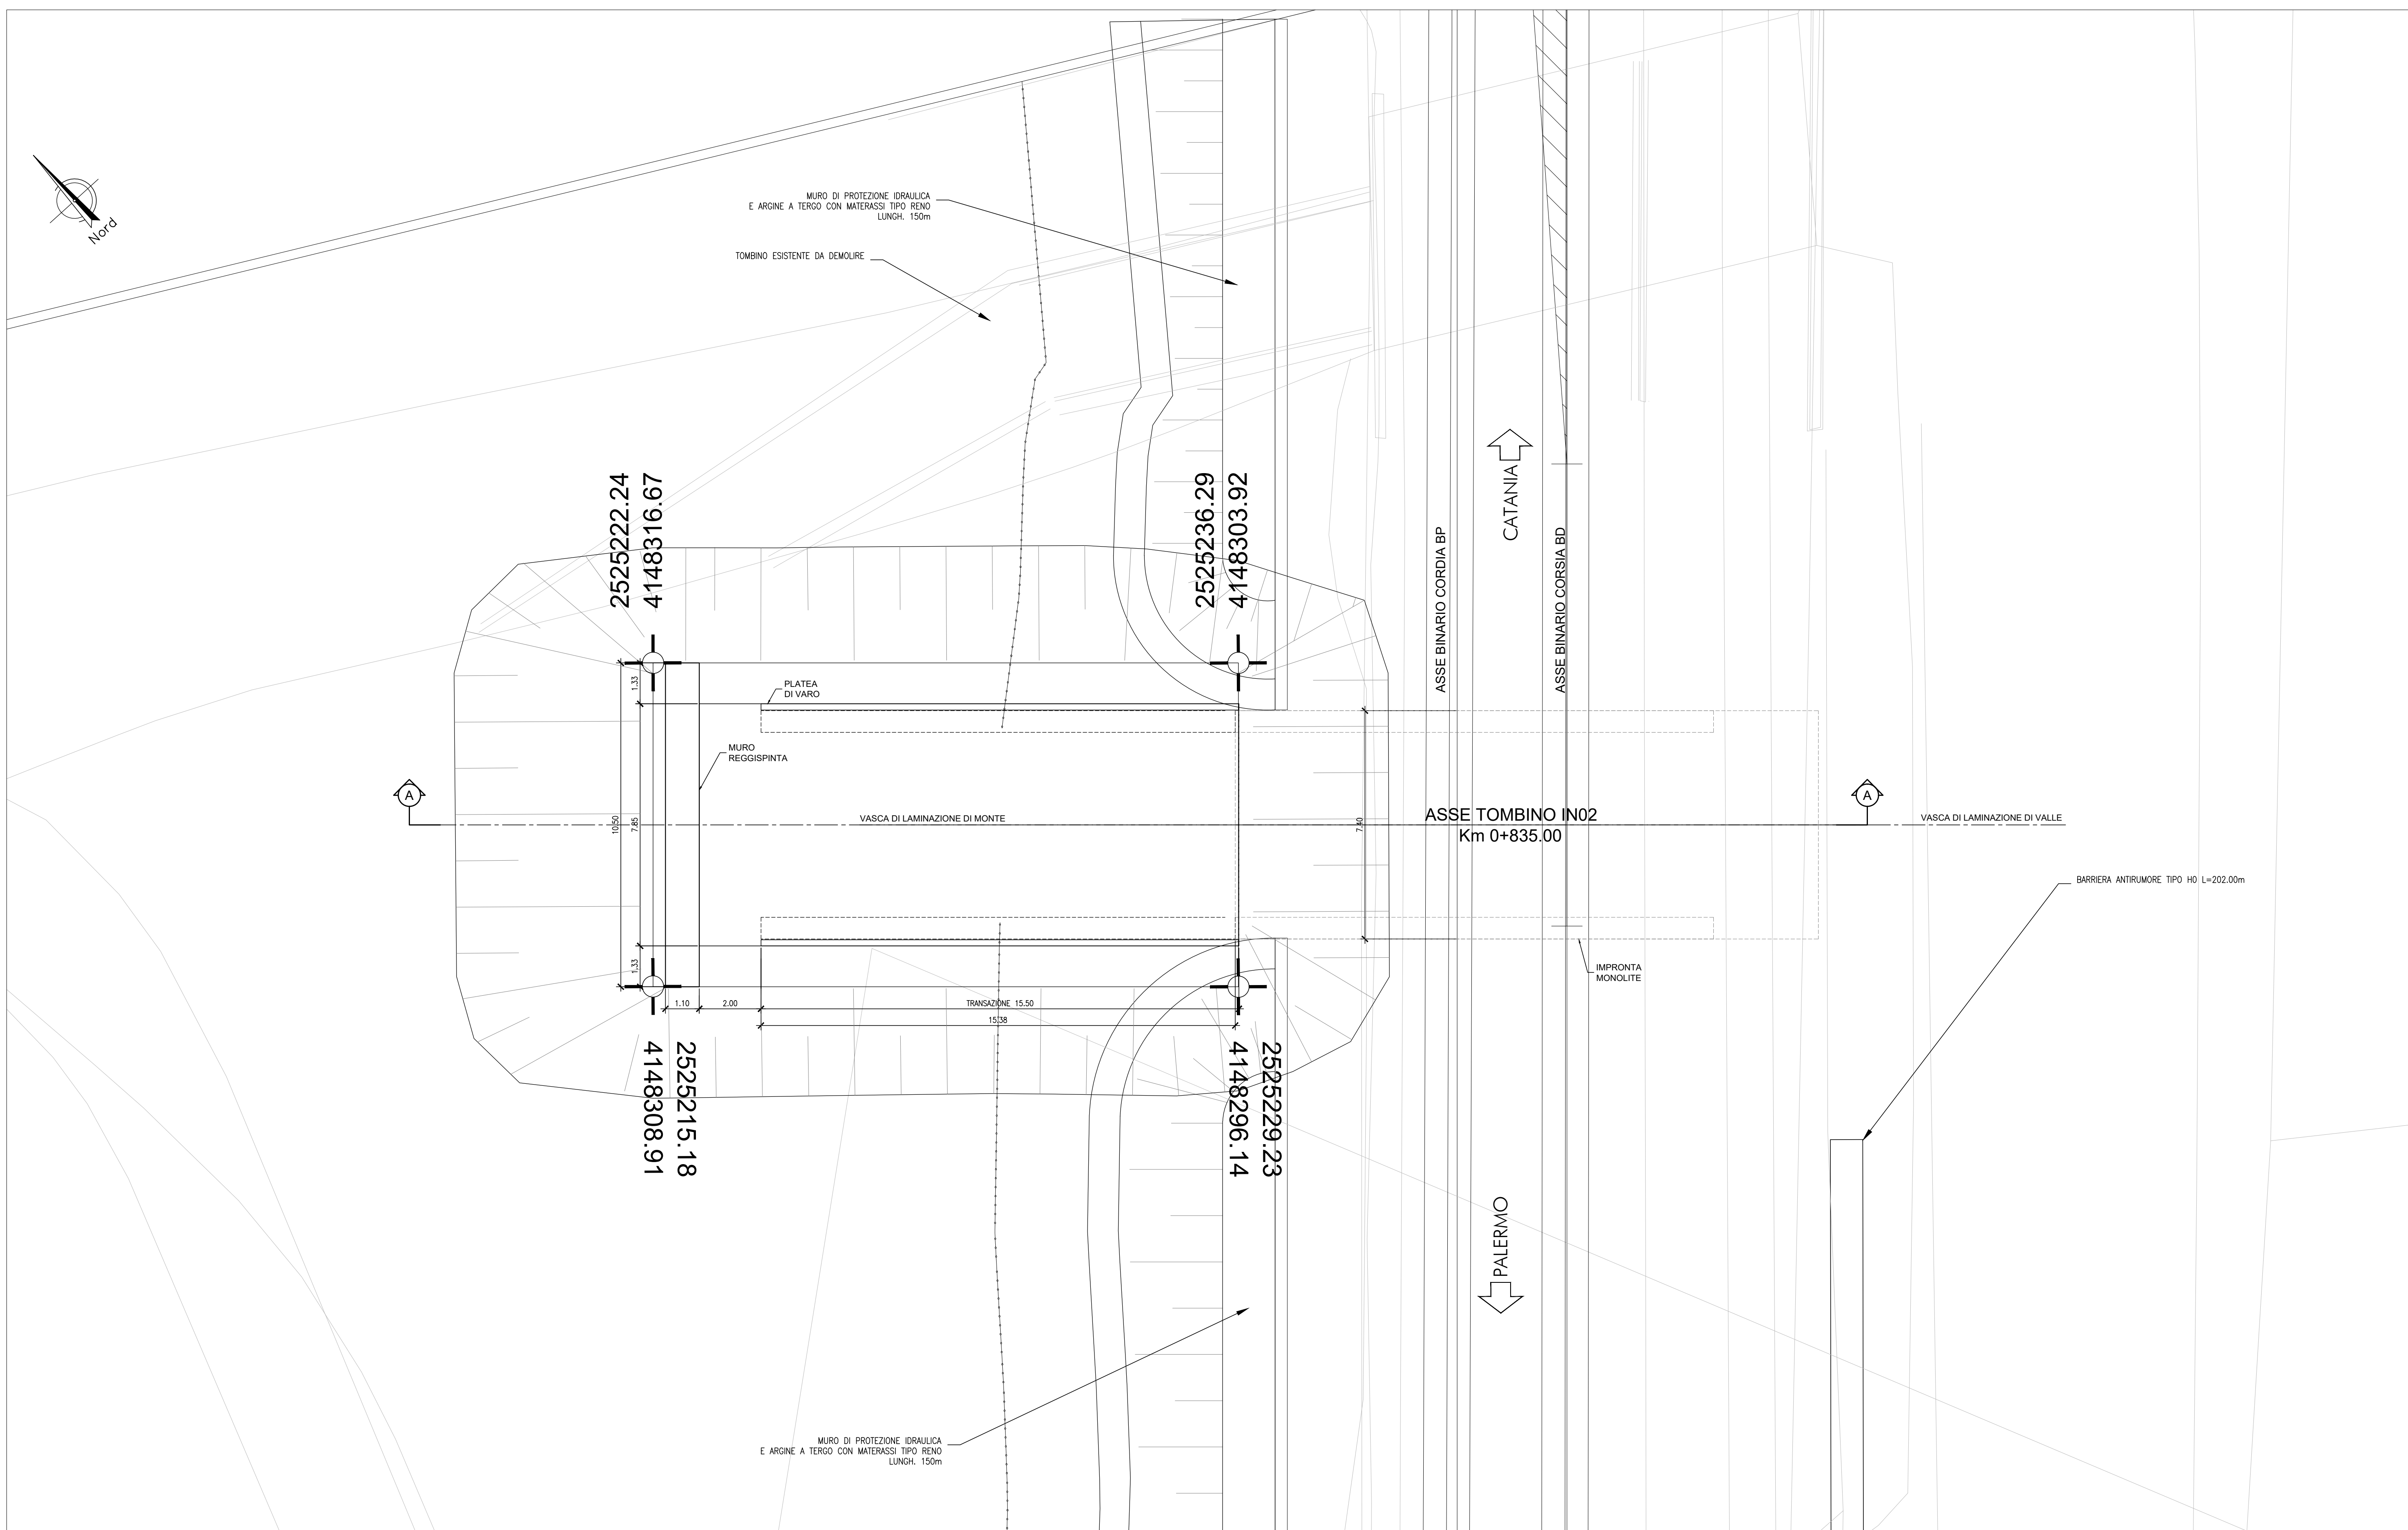 Nord
MURO DI PROTEZIONE IDRAULICA
E ARGINE A TERGO CON MATERASSI TIPO RENO
LUNGH. 150m
TOMBINO ESISTENTE DA DEMOLIRE
2525222.24
4148316.67
2525236.29
4148303.92
CATANIA
ASSE BINARIO CORDIA BP
ASSE BINARIO CORSIA BD
1.33
PLATEA
DI VARO
MURO
REGGISPINTA
A
A
10.50
7.85
7.40
VASCA DI LAMINAZIONE DI MONTE
ASSE TOMBINO IN02
Km 0+835.00
VASCA DI LAMINAZIONE DI VALLE
BARRIERA ANTIRUMORE TIPO H0 L=202.00m
1.33
IMPRONTA
MONOLITE
1.10
2.00
TRANSAZIONE 15.50
15.38
4148308.91
2525215.18
4148296.14
2525229.23
PALERMO
MURO DI PROTEZIONE IDRAULICA
E ARGINE A TERGO CON MATERASSI TIPO RENO
LUNGH. 150m